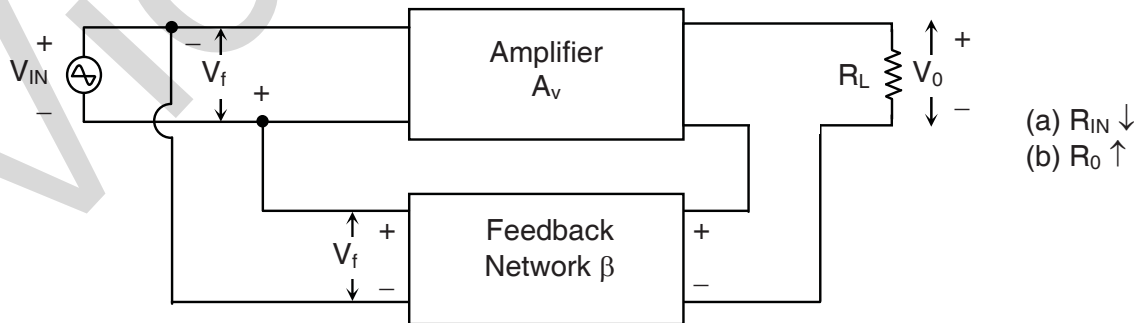 +
V_IN
–
–
V_f
+
Amplifier
A_v
R_L
+
V_0
–
(a) R_IN ↓
(b) R_0 ↑
V_f
+
–
Feedback
Network β
+
–